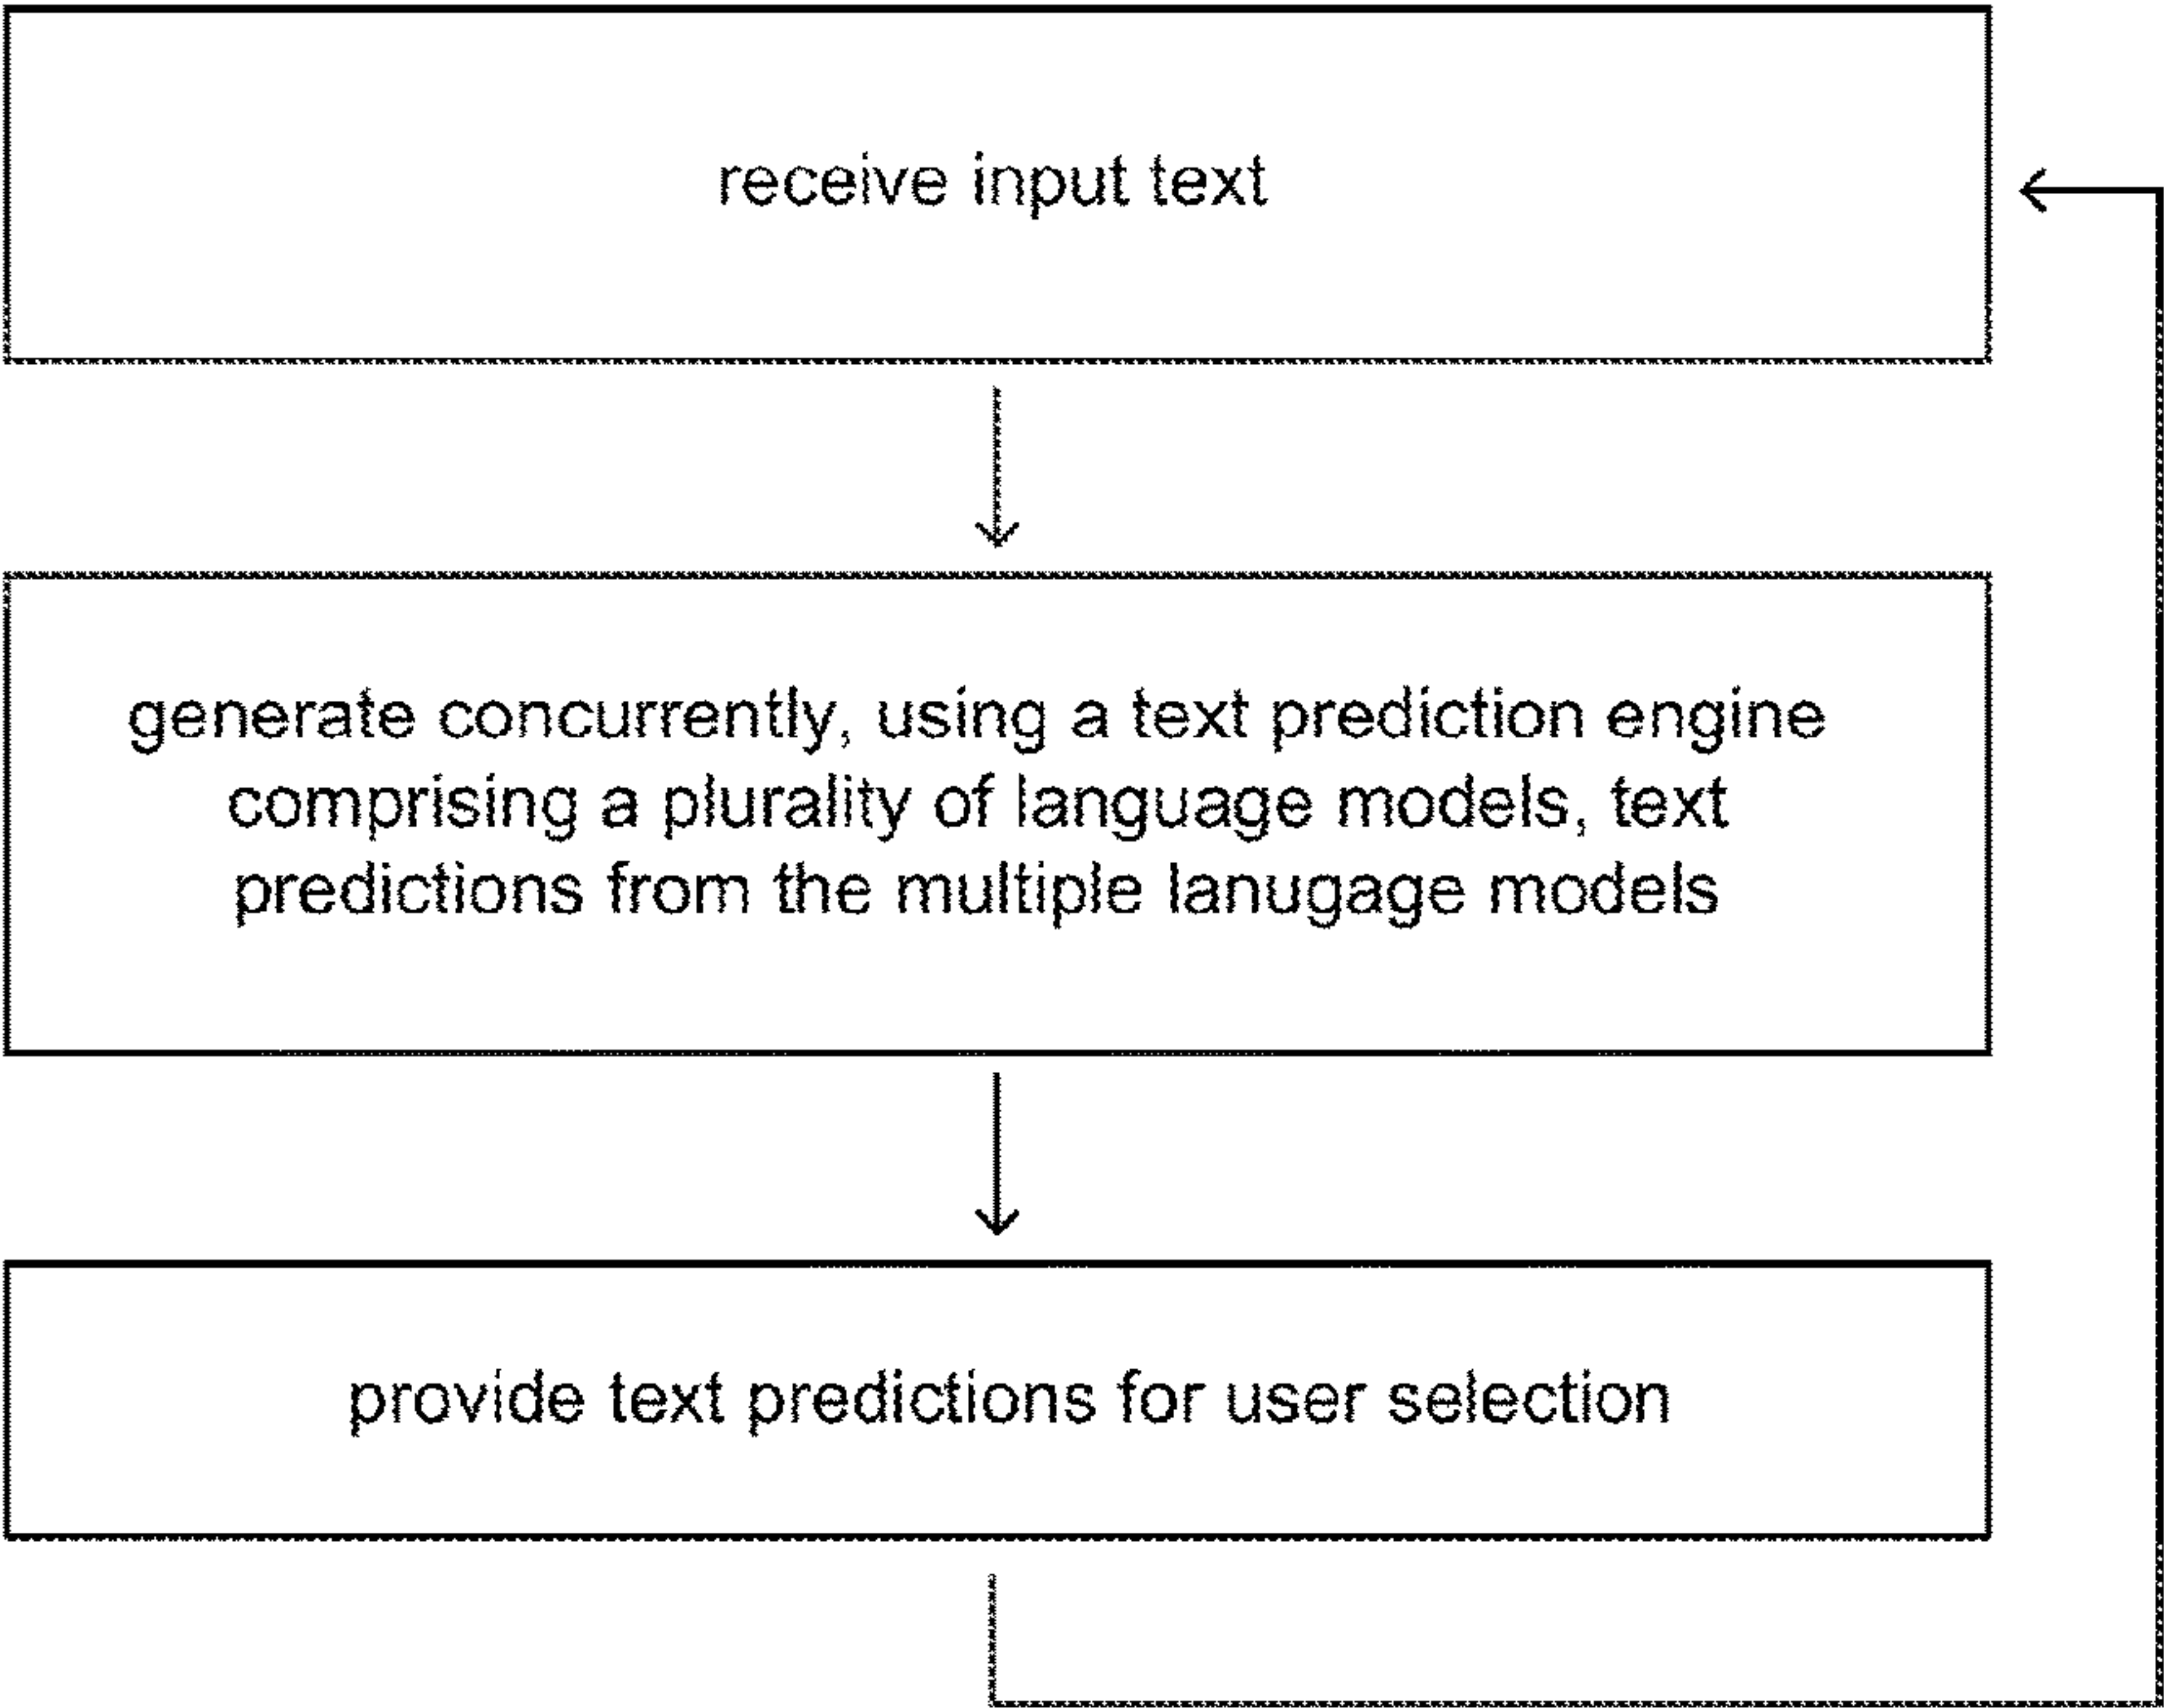 receive input text
generate concurrently, using a text prediction engine
comprising a plurality of language models, text
predictions from the multiple lanugage models
provide text predictions for user selection